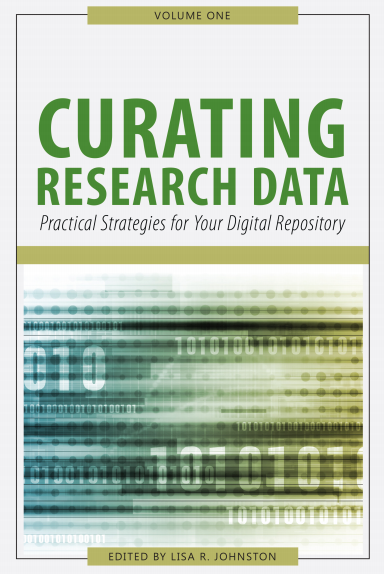 VOLUME ONE
CURATING
RESEARCH DATA
Practical Strategies for Your Digital Repository
EDITED BY LISA R. JOHNSTON